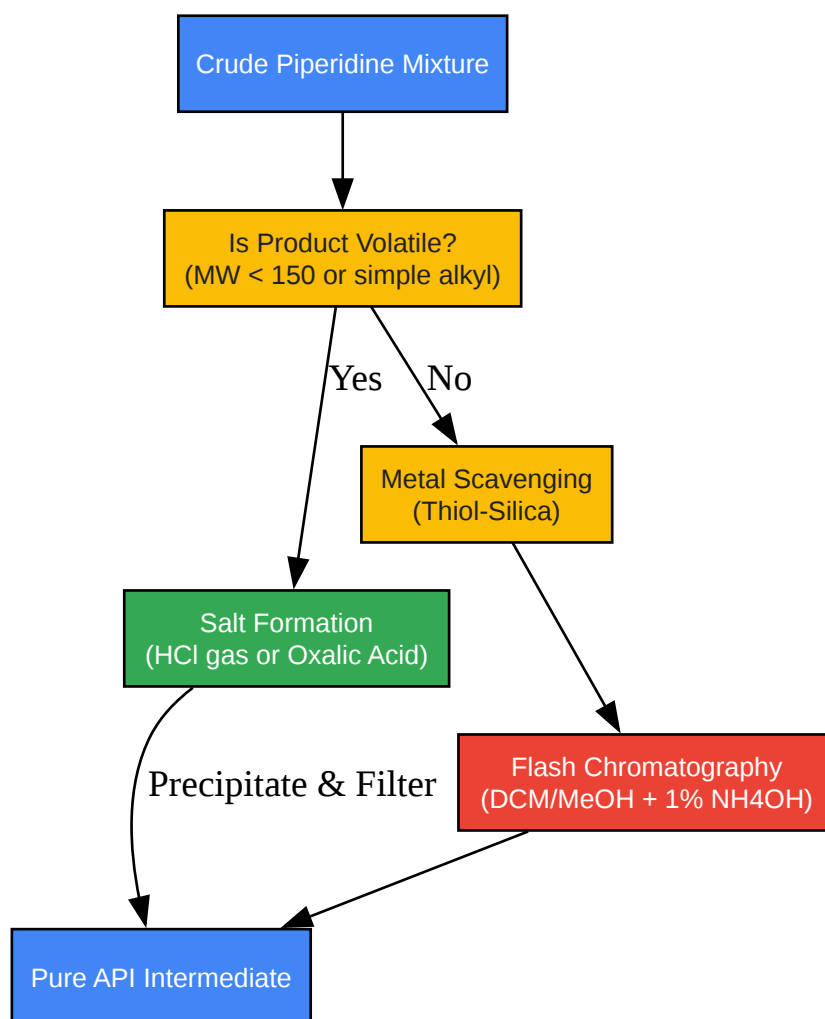 Crude Piperidine Mixture
Is Product Volatile?
(MW < 150 or simple alkyl)
Yes
No
Metal Scavenging
(Thiol-Silica)
Salt Formation
(HCl gas or Oxalic Acid)
Precipitate & Filter
Flash Chromatography
(DCM/MeOH + 1% NH4OH)
Pure API Intermediate